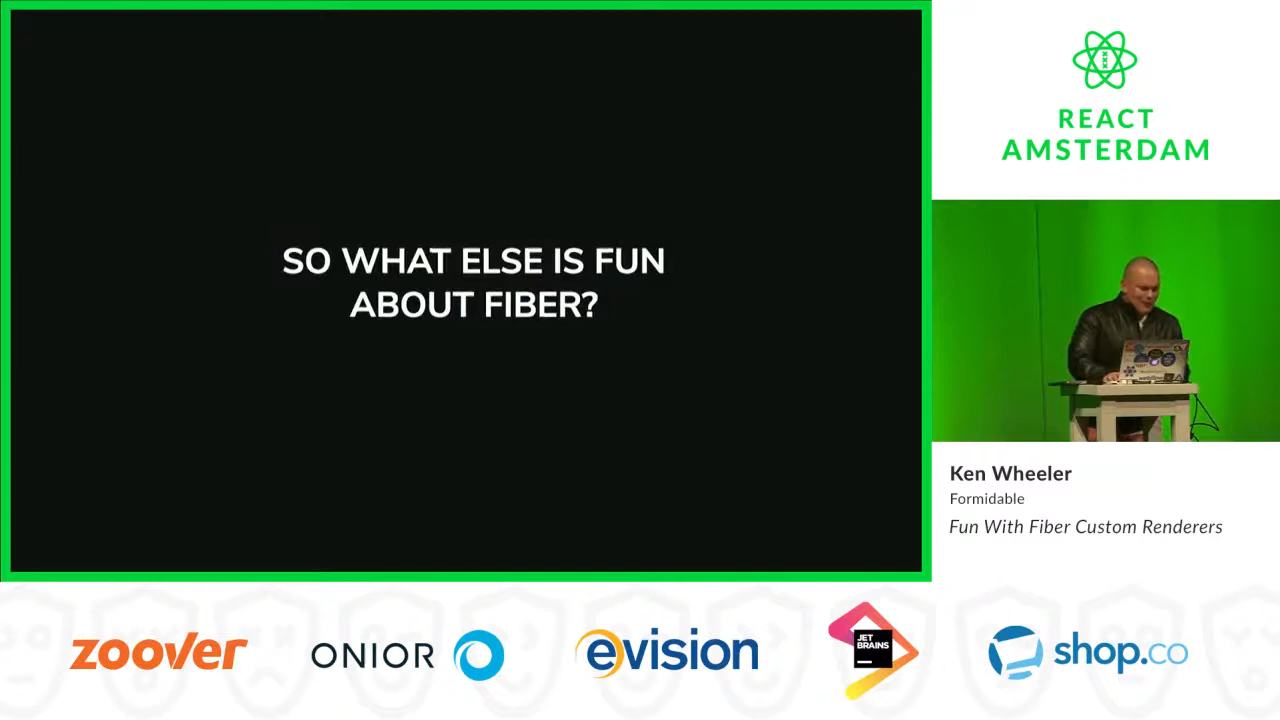 SO WHAT ELSE IS FUN
ABOUT FIBER?
REACT
AMSTERDAM
Ken Wheeler
Formidable
Fun With Fiber Custom Renderers
zoover
ONIOR
evision
JET
BRAINS
shop.co